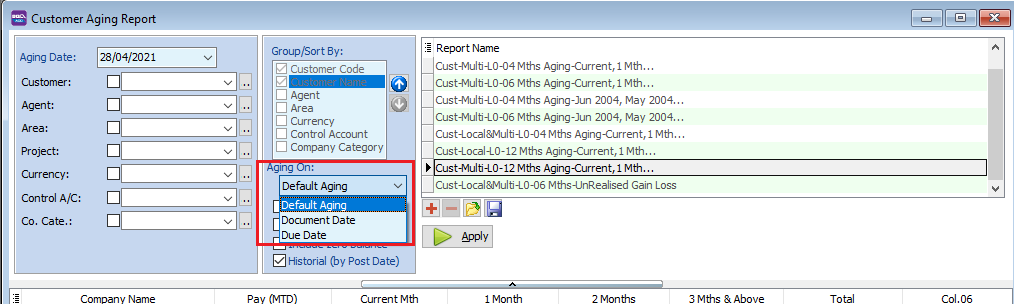 Customer Aging Report
Aging Date: 28/04/2021
Customer:
Agent:
Area:
Project:
Currency:
Control A/C:
Co. Cate.:
Group/Sort By:
Customer Code
Customer Name
Agent
Area
Currency
Control Account
Company Category
Aging On:
Default Aging
Default Aging
Document Date
Due Date
Include zero balance
Historial (by Post Date)
Report Name
Cust-Multi-L0-04 Mths Aging-Current,1 Mth...
Cust-Multi-L0-06 Mths Aging-Current,1 Mth...
Cust-Multi-L0-04 Mths Aging-Jun 2004, May 2004...
Cust-Multi-L0-06 Mths Aging-Jun 2004, May 2004...
Cust-Local&Multi-L0-04 Mths Aging-Current,1 Mth...
Cust-Local-L0-12 Mths Aging-Current,1 Mth...
Cust-Multi-L0-12 Mths Aging-Current,1 Mth...
Cust-Local&Multi-L0-06 Mths-UnRealised Gain Loss
Apply
Company Name Pay (MTD) Current Mth 1 Month 2 Months 3 Mths & Above Total Col.06